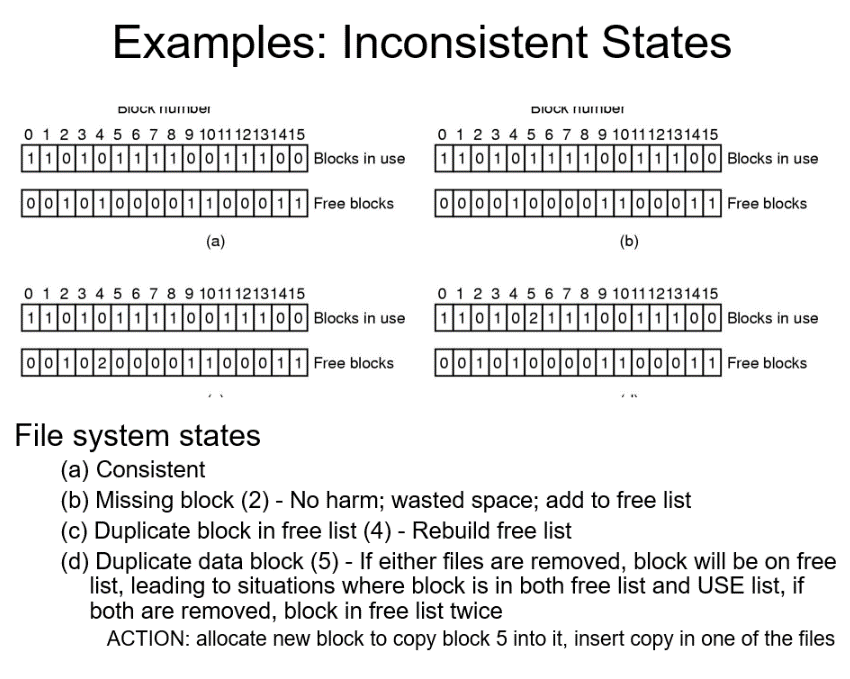 Examples: Inconsistent States
Block number
Block number
0 1 2 3 4 5 6 7 8 9 10 11 12 13 14 15
0 1 2 3 4 5 6 7 8 9 10 11 12 13 14 15
1 1 0 1 0 1 1 1 1 0 0 1 1 1 0 0 Blocks in use
1 1 0 1 0 1 1 1 1 0 0 1 1 1 0 0 Blocks in use
0 0 1 0 1 0 0 0 0 1 1 0 0 0 1 1 Free blocks
0 0 0 0 1 0 0 0 0 1 1 0 0 0 1 1 Free blocks
(a)
(b)
0 1 2 3 4 5 6 7 8 9 10 11 12 13 14 15
0 1 2 3 4 5 6 7 8 9 10 11 12 13 14 15
1 1 0 1 0 1 1 1 1 0 0 1 1 1 0 0 Blocks in use
1 1 0 1 0 2 1 1 1 0 0 1 1 1 0 0 Blocks in use
0 0 1 0 2 0 0 0 0 1 1 0 0 0 1 1 Free blocks
0 0 1 0 1 0 0 0 0 1 1 0 0 0 1 1 Free blocks
File system states
(a) Consistent
(b) Missing block (2) - No harm; wasted space; add to free list
(c) Duplicate block in free list (4) - Rebuild free list
(d) Duplicate data block (5) - If either files are removed, block will be on free
list, leading to situations where block is in both free list and USE list, if
both are removed, block in free list twice
ACTION: allocate new block to copy block 5 into it, insert copy in one of the files